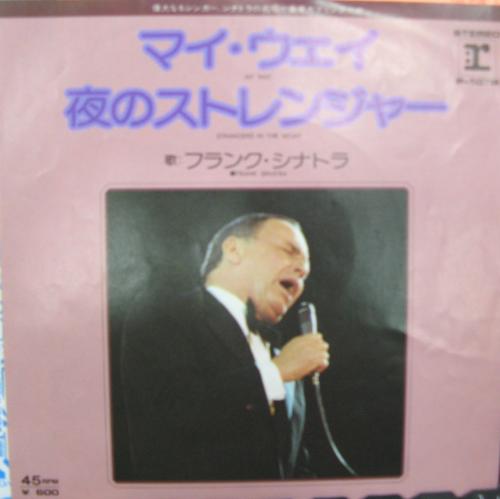 STEREO
マイ・ウェイ
MY WAY
夜のストレンジャー
STRANGERS IN THE NIGHT
歌:フランク・シナトラ
●FRANK SINATRA
45RPM
¥600